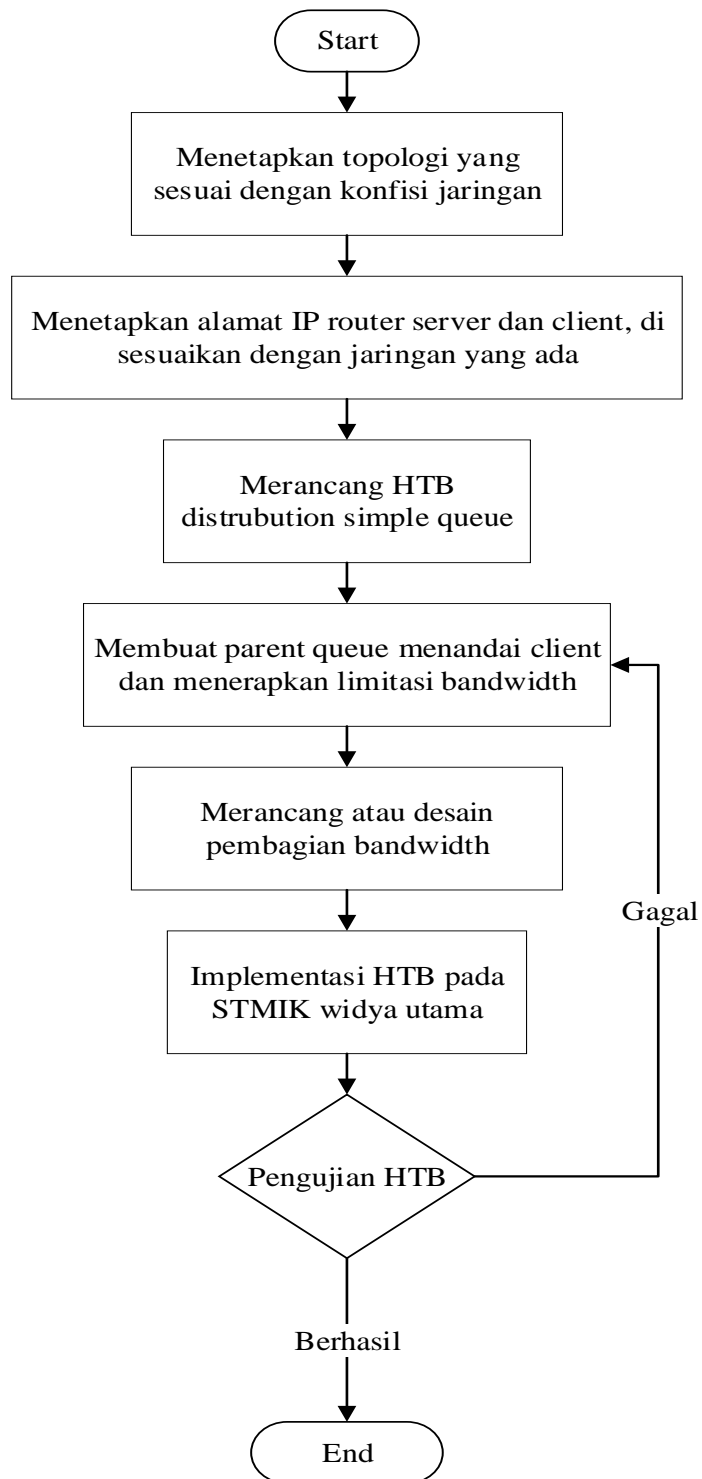 Start
Menetapkan topologi yang
sesuai dengan konfisi jaringan
Menetapkan alamat IP router server dan client, di
sesuaikan dengan jaringan yang ada
Merancang HTB
distrubution simple queue
Membuat parent queue menandai client
dan menerapkan limitasi bandwidth
Merancang atau desain
pembagian bandwidth
Gagal
Implementasi HTB pada
STMIK widya utama
Pengujian HTB
Berhasil
End